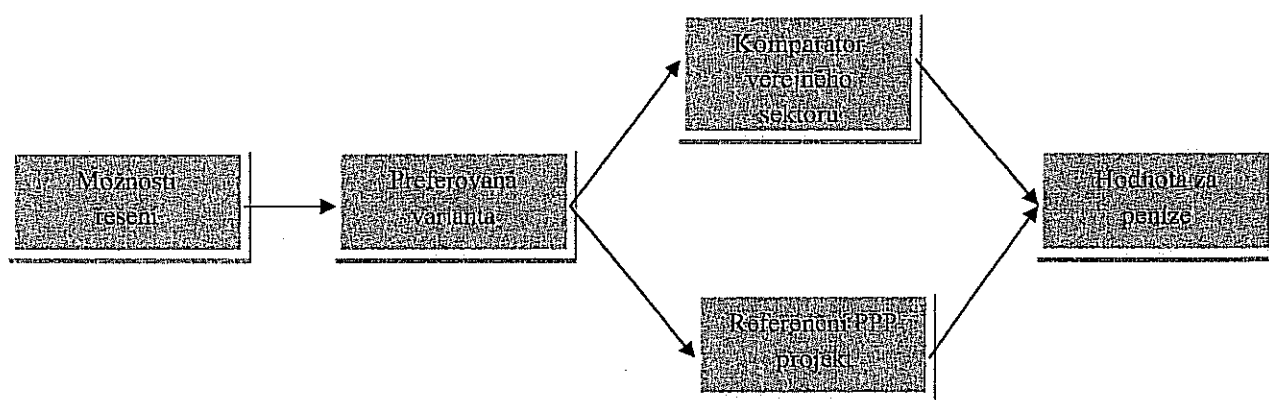 Možnosti
řešení
Preferovaná
varianta
Komparátor
veřejného
sektoru
Referenční PPP
projekt
Hodnota za
peníze